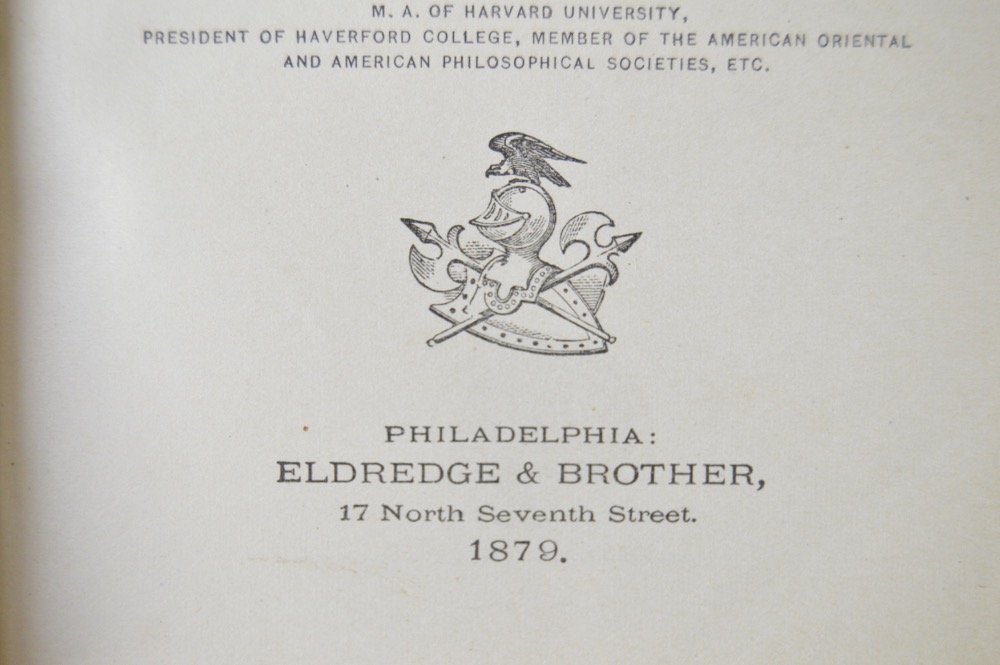 M. A. OF HARVARD UNIVERSITY,
PRESIDENT OF HAVERFORD COLLEGE, MEMBER OF THE AMERICAN ORIENTAL
AND AMERICAN PHILOSOPHICAL SOCIETIES, ETC.
PHILADELPHIA:
ELDREDGE & BROTHER,
17 North Seventh Street.
1879.